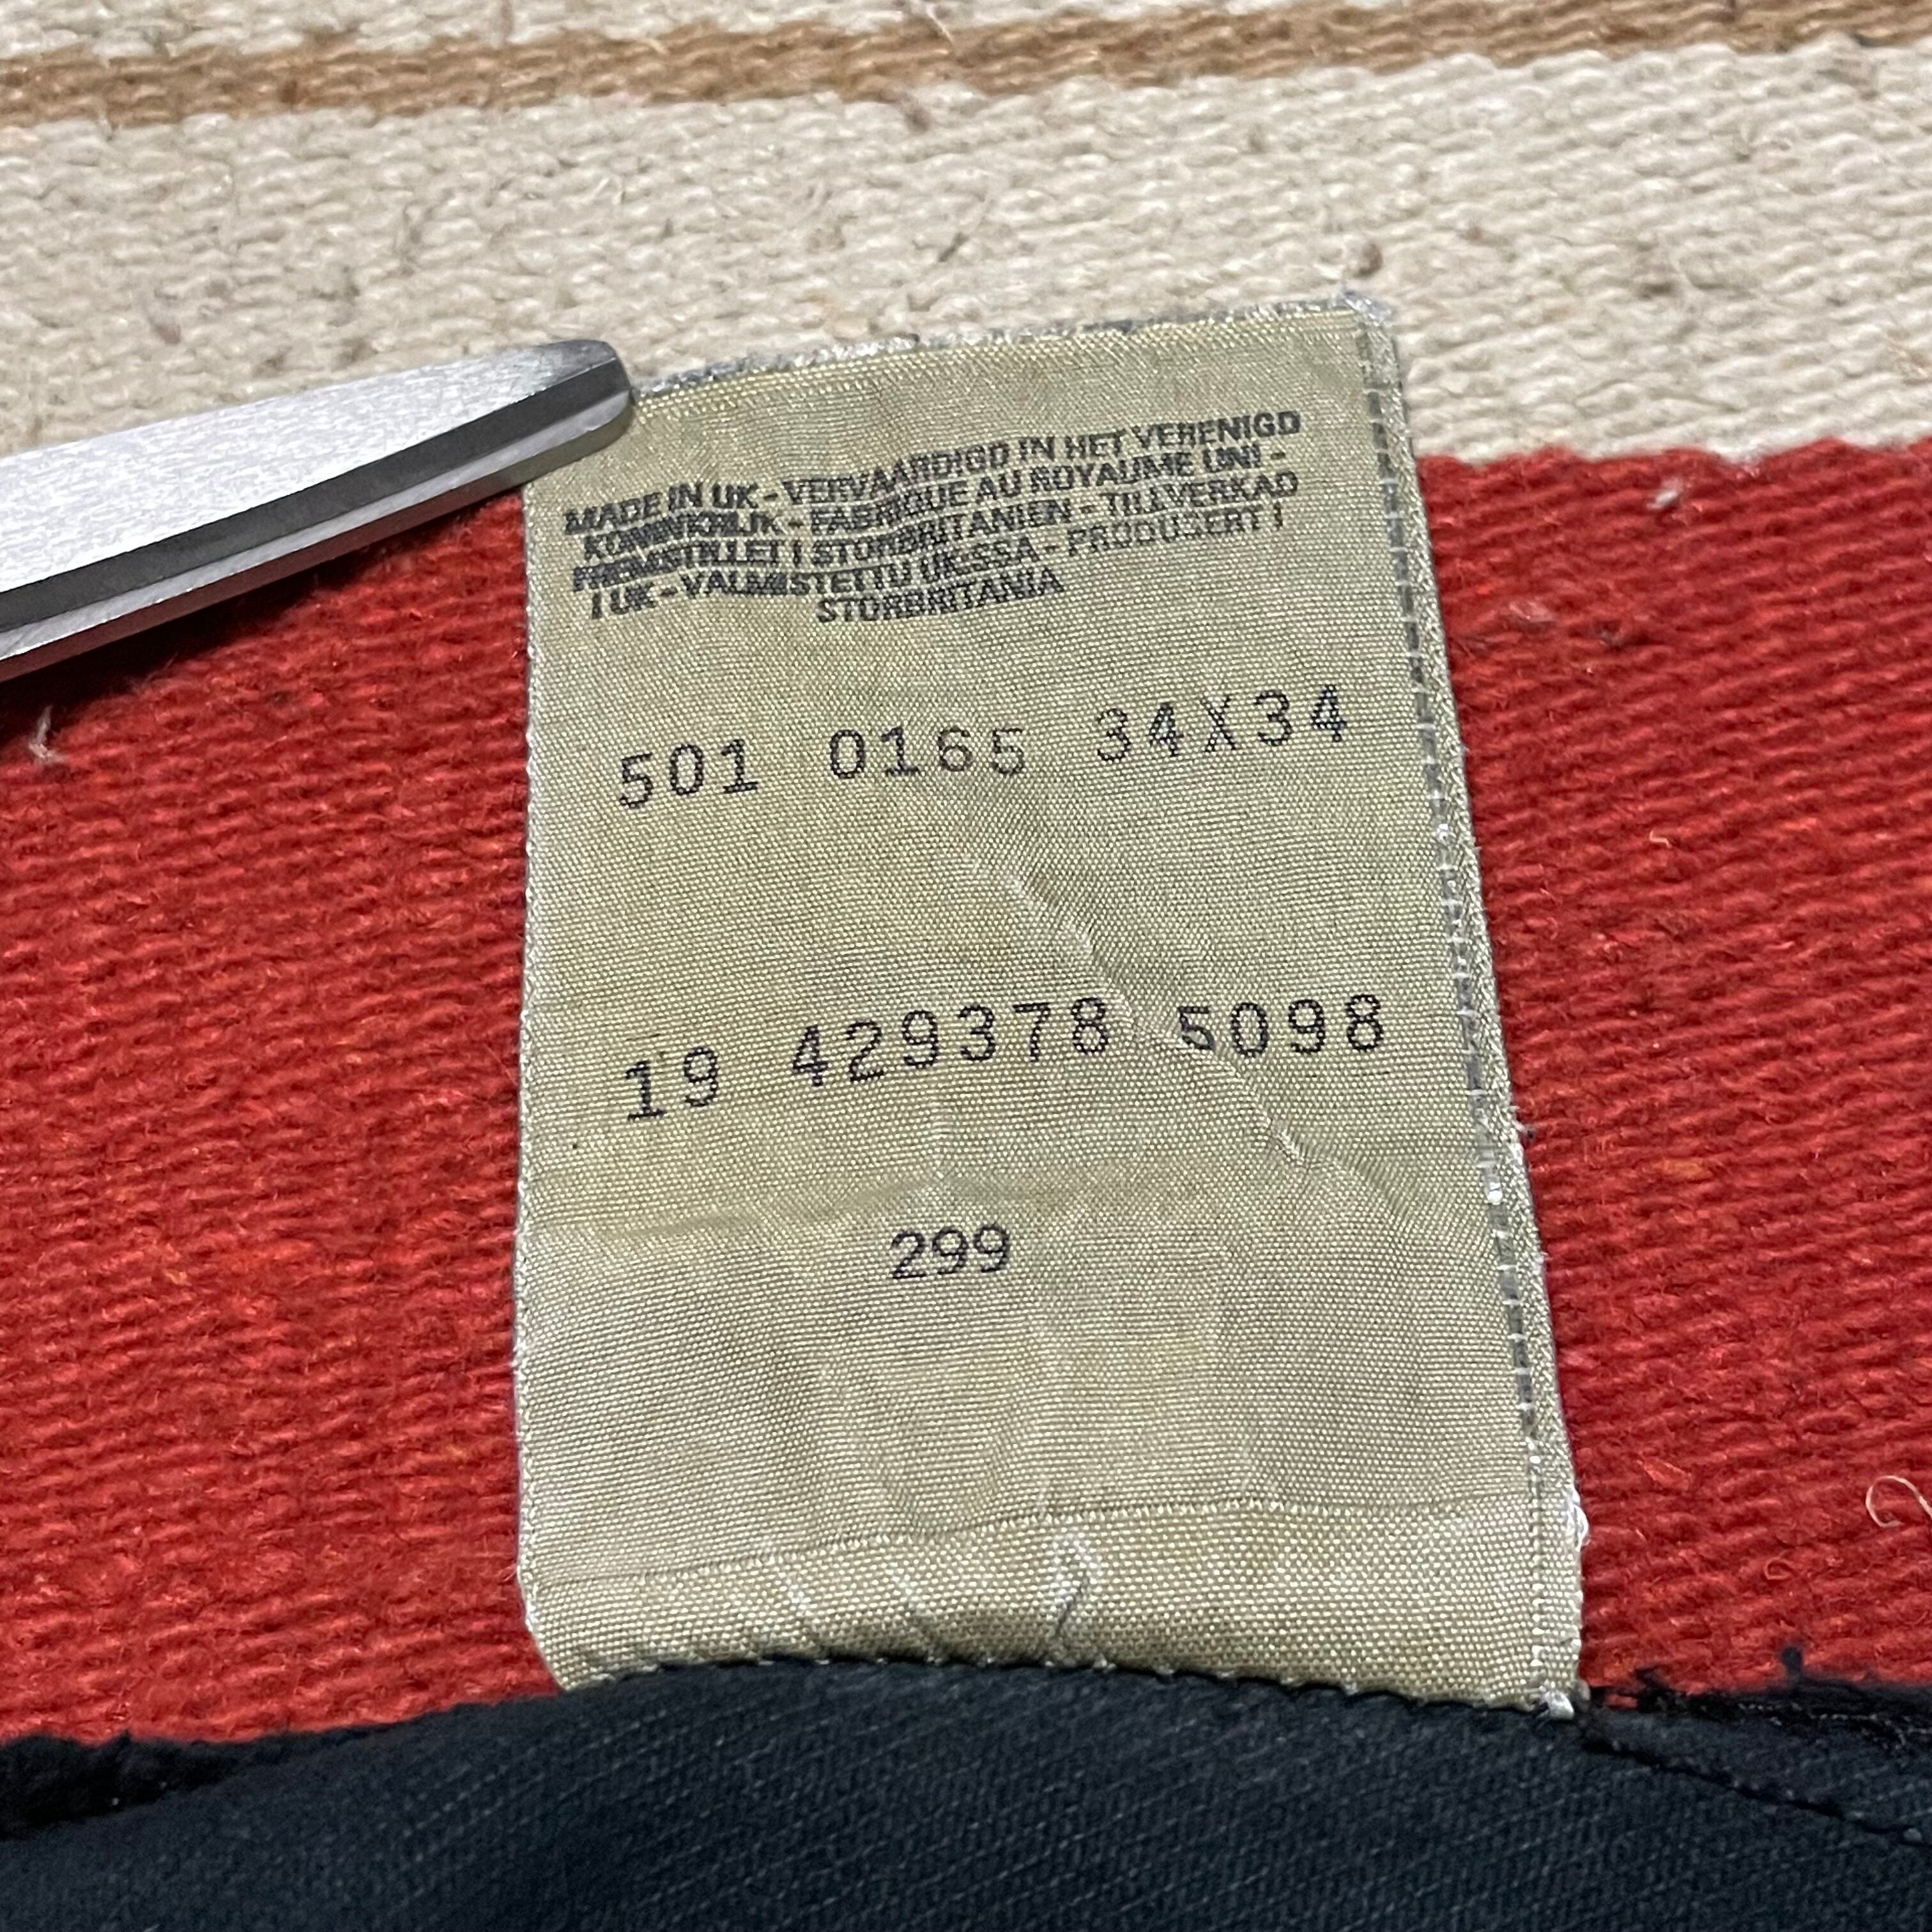 MADE IN UK - VERVAARDIGD IN HET VERENIGD
KONINKRIJK - FABRIQUE AU ROYAUME UNI -
FREMSTILLET I STORBRITANIEN - TILLVERKAD
I UK - VALMISTETTU UK:SSA - PRODUSERT I
STORBRITANIA
501 0165 34X34
19 429378 5098
299